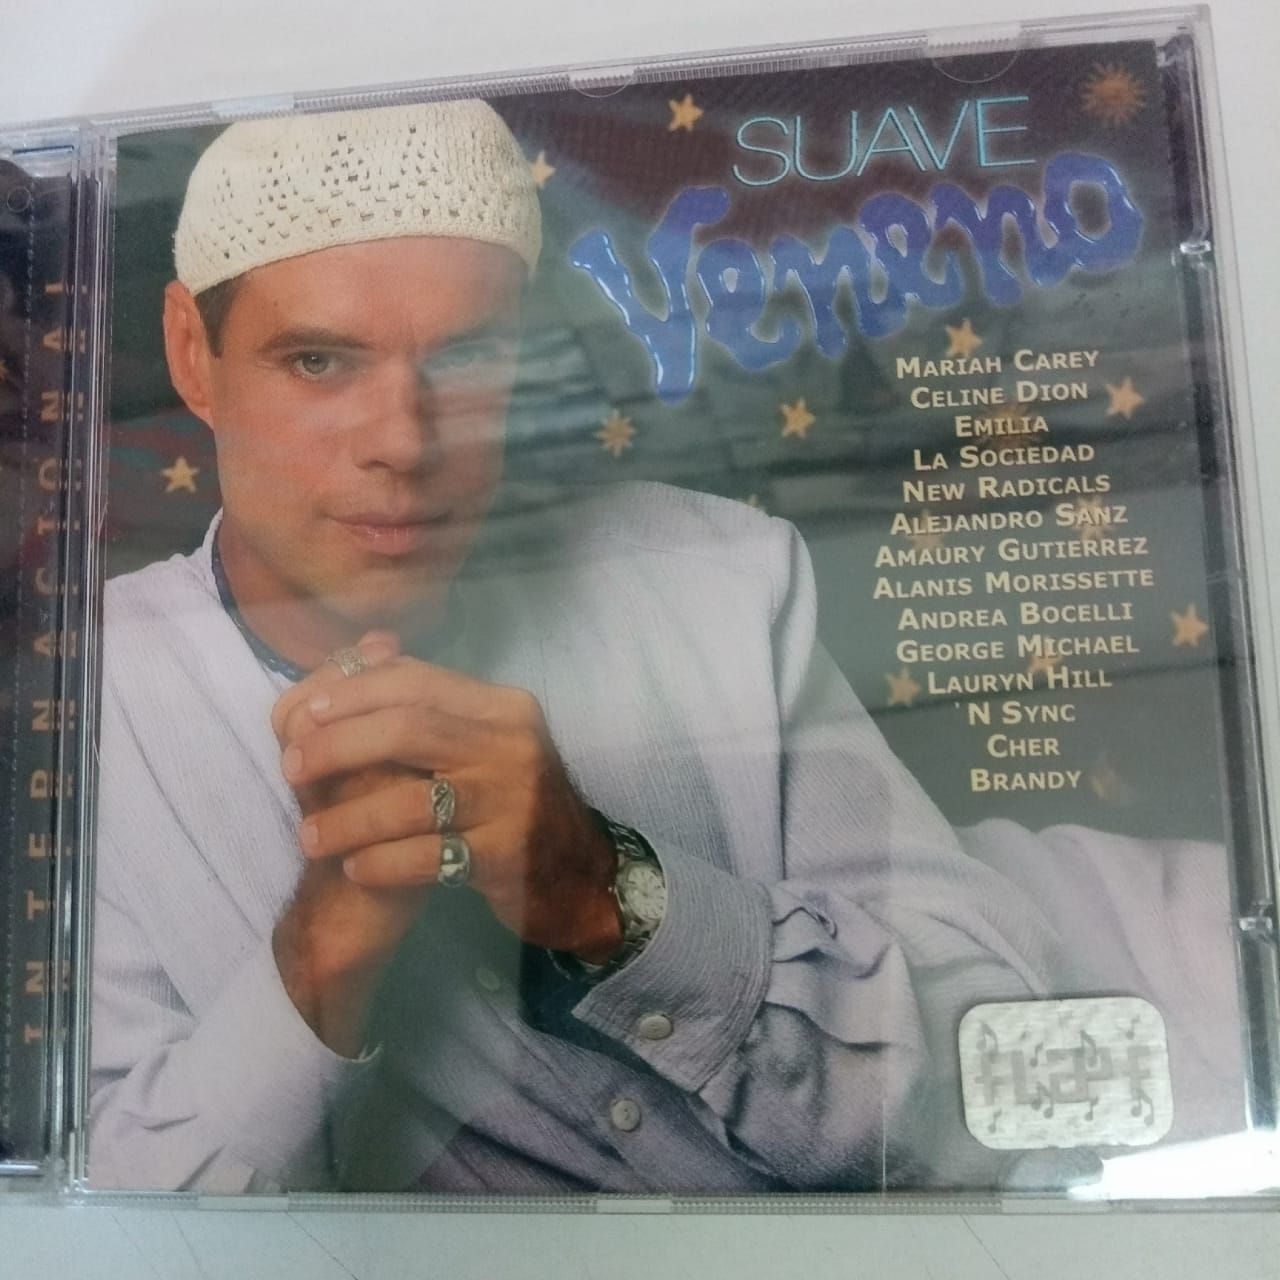 SUAVE
Veneno
MARIAH CAREY
CELINE DION
EMILIA
LA SOCIEDAD
NEW RADICALS
ALEJANDRO SANZ
AMAURY GUTIERREZ
ALANIS MORISSETTE
ANDREA BOCELLI
GEORGE MICHAEL
LAURYN HILL
'N SYNC
CHER
BRANDY
INTERNACIONAL